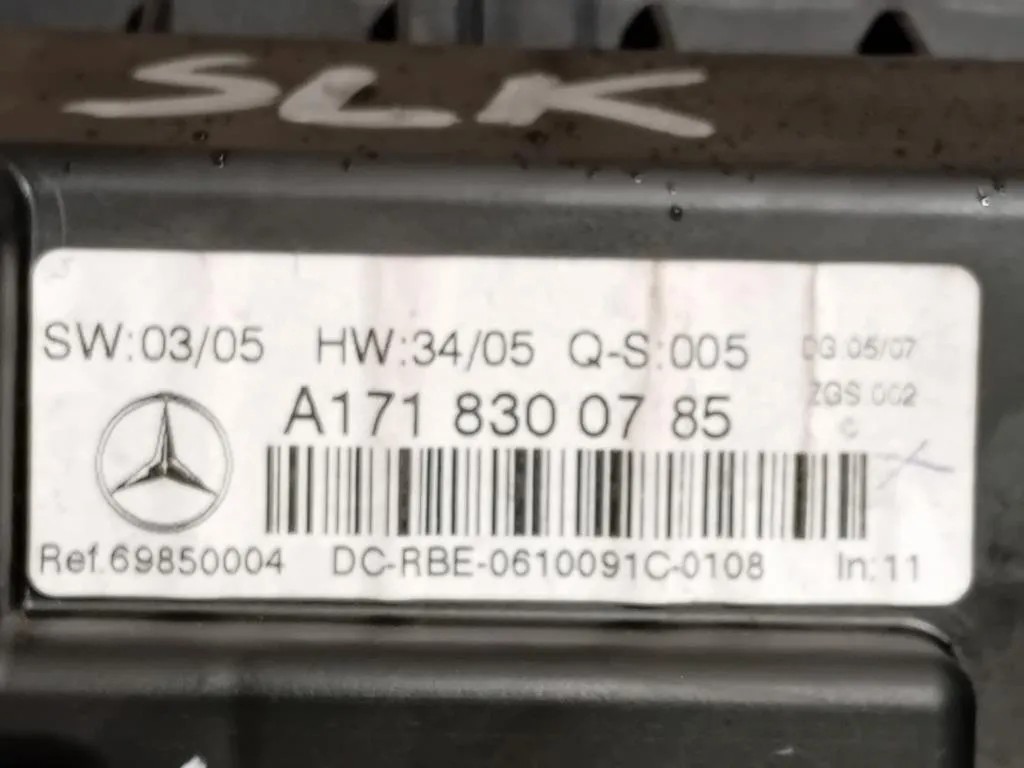 SLK
SW:03/05 HW:34/05 Q-S:005 DG:05/07
ZGS:002
A171 830 07 85 C
Ref.69850004 DC-RBE-0610091C-0108 In:11